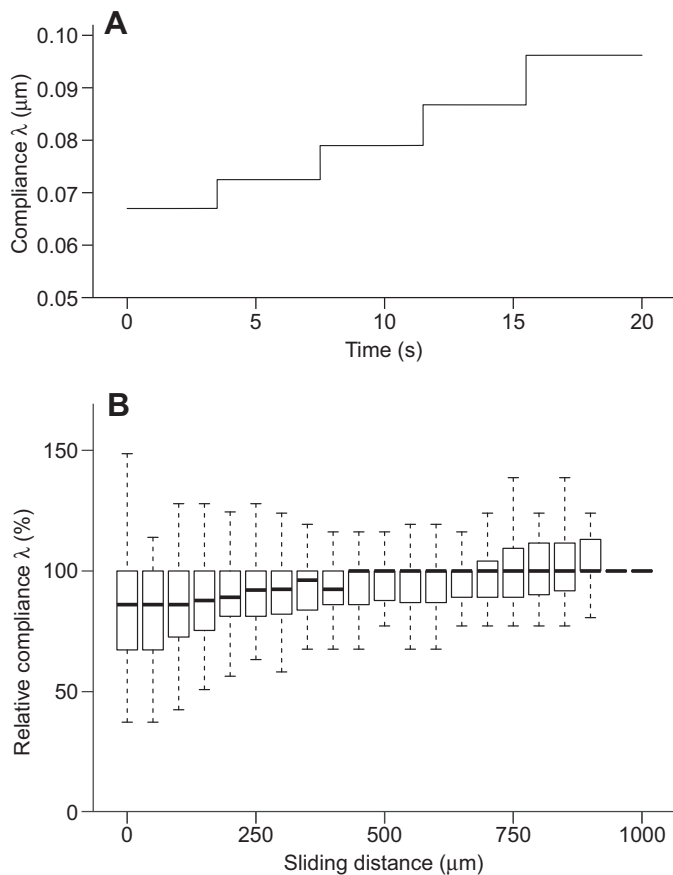 A
Compliance λ (μm)
0.10
0.09
0.08
0.07
0.06
0.05
0 5 10 15 20
Time (s)
B
Relative compliance λ (%)
150
100
50
0
0 250 500 750 1000
Sliding distance (μm)